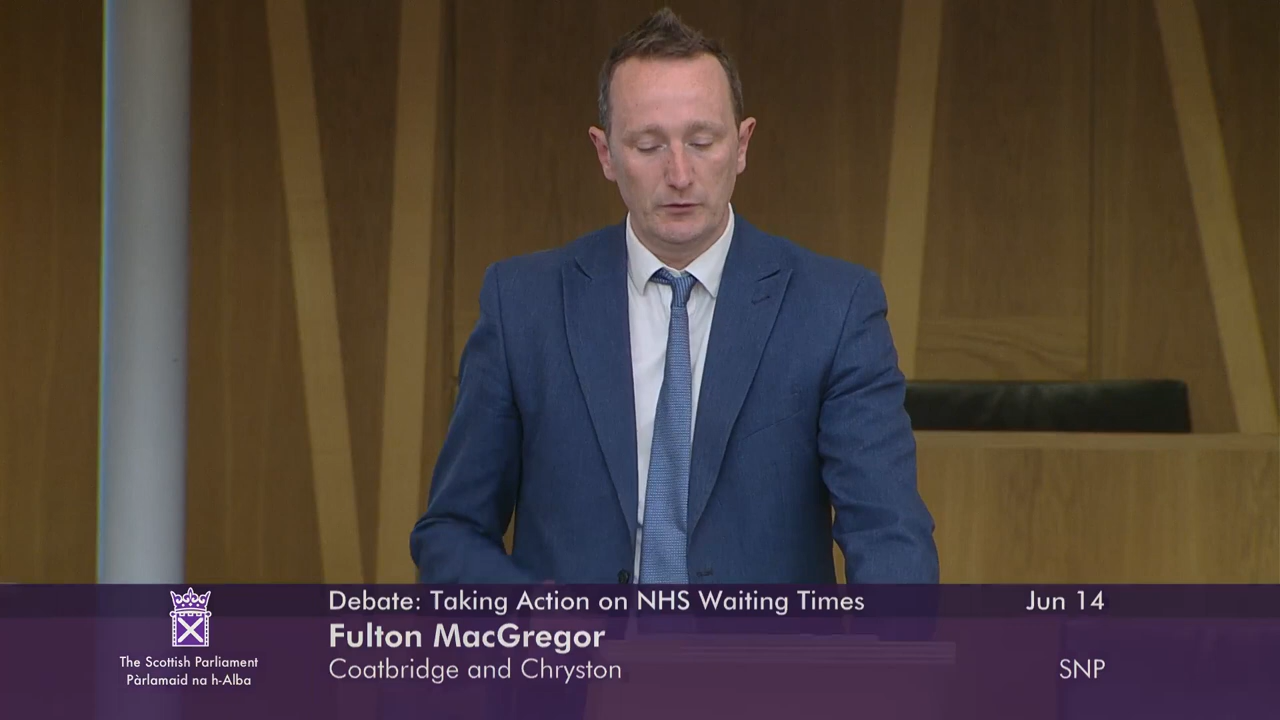 Debate: Taking Action on NHS Waiting Times
Jun 14
Fulton MacGregor
Coatbridge and Chryston
SNP
The Scottish Parliament
Pàrlamaid na h-Alba